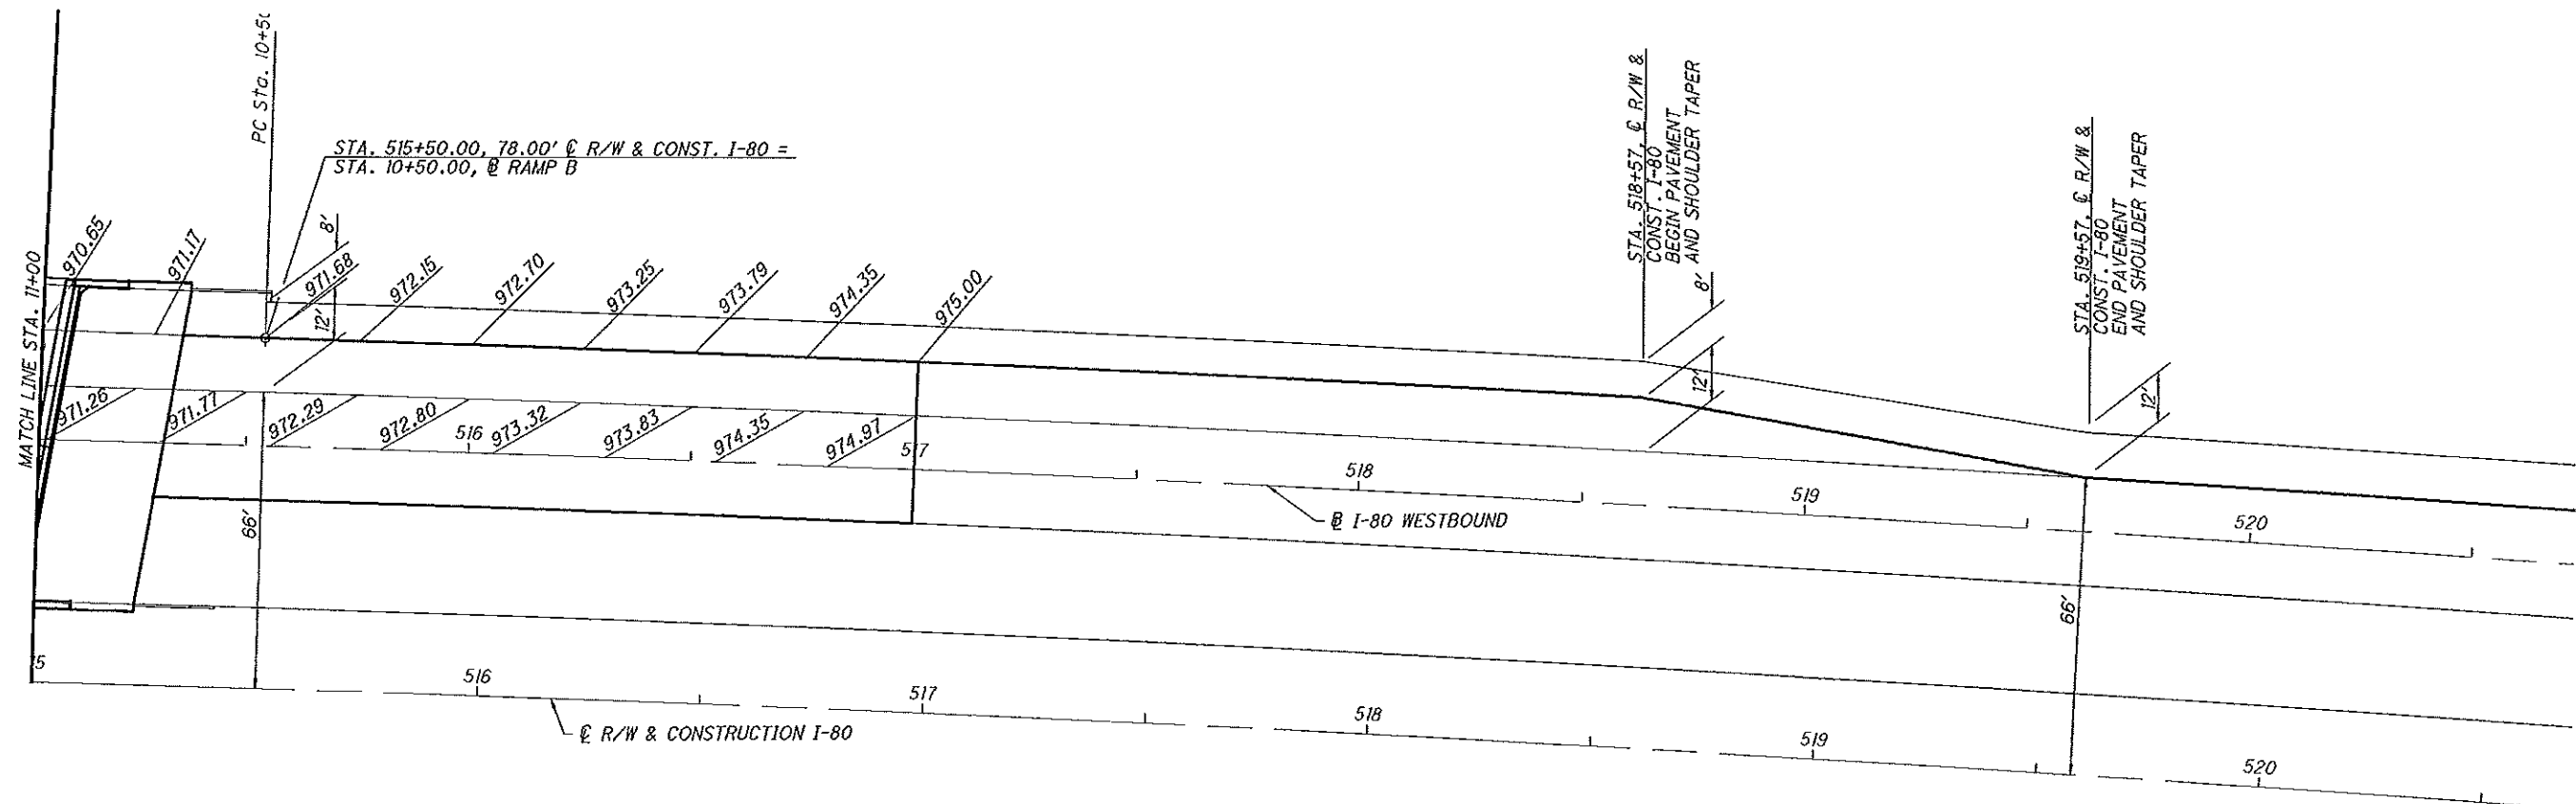 PC Sta. 10+50
STA. 515+50.00, 78.00' ℄ R/W & CONST. I-80 =
STA. 10+50.00, ⅊ RAMP B
STA. 518+57, ℄ R/W &
CONST. I-80
BEGIN PAVEMENT
AND SHOULDER TAPER
STA. 519+57, ℄ R/W &
CONST. I-80
END PAVEMENT
AND SHOULDER TAPER
MATCH LINE STA. 11+00
970.65
971.17
8'
971.68
12'
972.15
972.70
973.25
973.79
974.35
975.00
8'
12'
12'
971.26
971.77
972.29
972.80
973.32
973.83
974.35
974.97
516
517
518
519
520
66'
⅊ I-80 WESTBOUND
66'
5
516
517
518
519
520
℄ R/W & CONSTRUCTION I-80